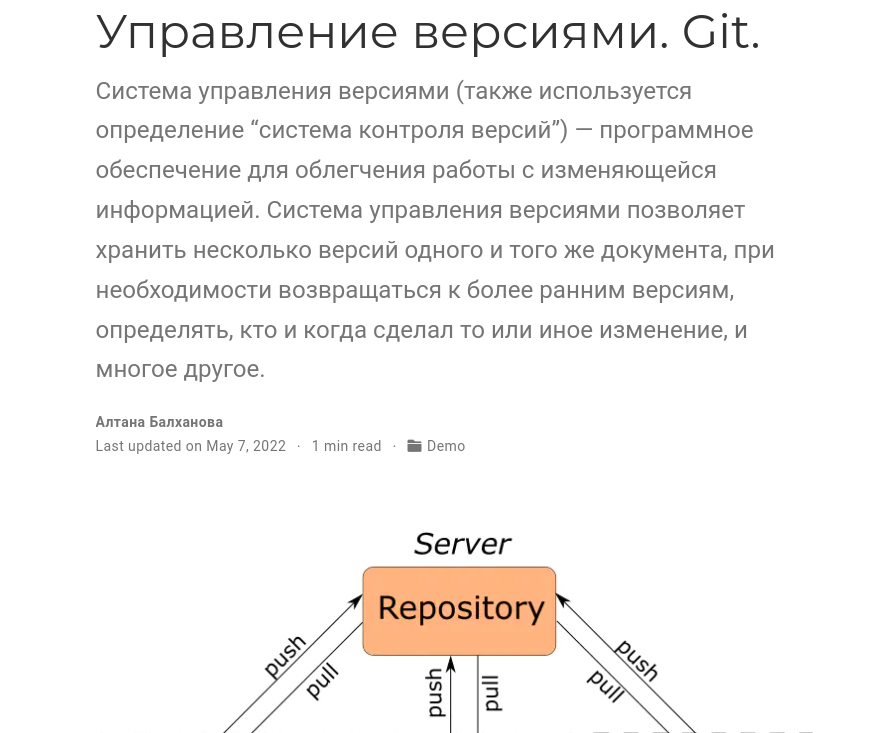 Управление версиями. Git.
Система управления версиями (также используется
определение “система контроля версий”) — программное
обеспечение для облегчения работы с изменяющейся
информацией. Система управления версиями позволяет
хранить несколько версий одного и того же документа, при
необходимости возвращаться к более ранним версиям,
определять, кто и когда сделал то или иное изменение, и
многое другое.
Алтана Балханова
Last updated on May 7, 2022 · 1 min read · Demo
Server
Repository
push
pull
push
pull
push
pull